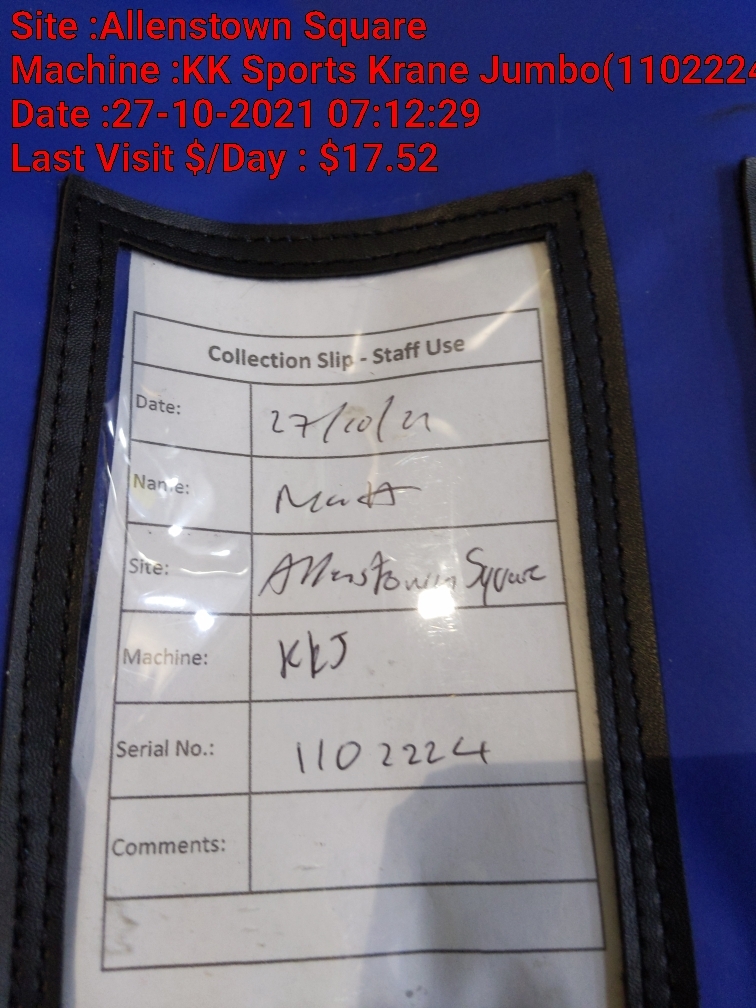 Site :Allenstown Square
Machine :KK Sports Krane Jumbo(1102224
Date :27-10-2021 07:12:29
Last Visit $/Day : $17.52
Collection Slip - Staff Use
Date: 27/10/21
Name: Matt
Site: Allenstown Square
Machine: KKJ
Serial No.: 1102224
Comments: